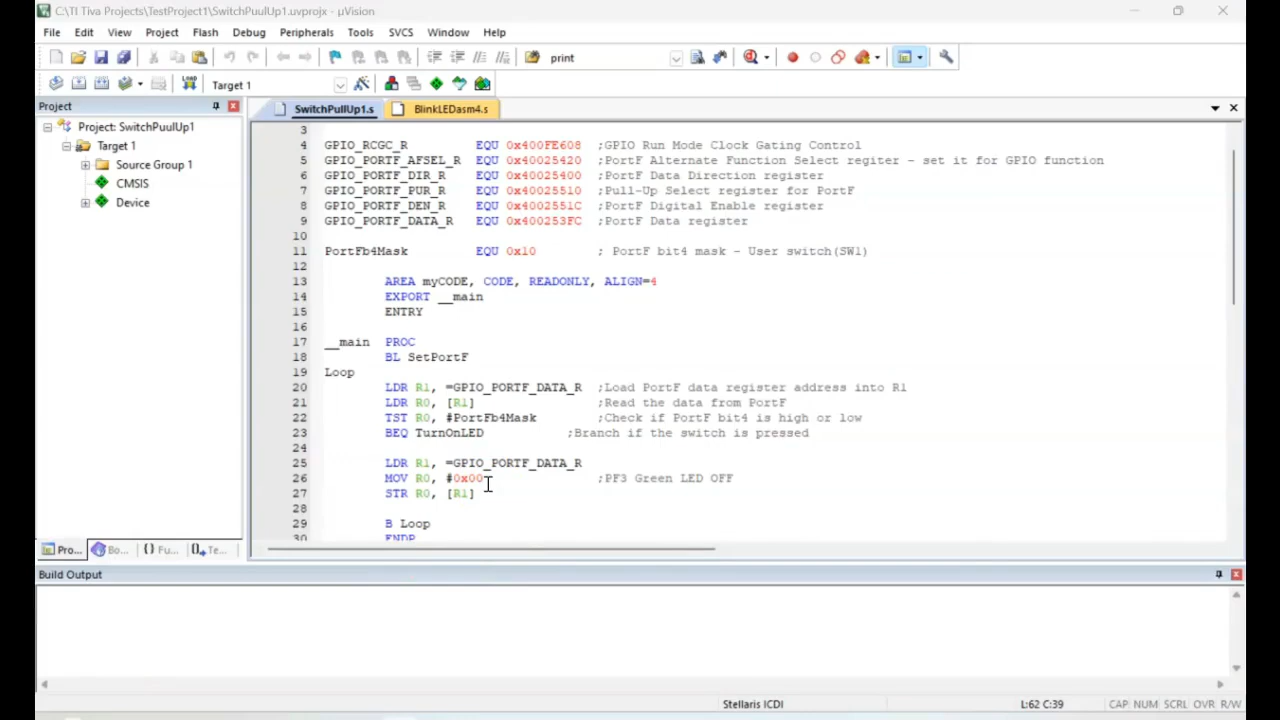 C:\TI Tiva Projects\TestProject1\SwitchPuulUp1.uvprojx - µVision
File Edit View Project Flash Debug Peripherals Tools SVCS Window Help
print
LOAD Target 1
Project
SwitchPullUp1.s BlinkLEDasm4.s
Project: SwitchPuulUp1
Target 1
Source Group 1
CMSIS
Device
3
4 GPIO_RCGC_R EQU 0x400FE608 ;GPIO Run Mode Clock Gating Control
5 GPIO_PORTF_AFSEL_R EQU 0x40025420 ;PortF Alternate Function Select regiter - set it for GPIO function
6 GPIO_PORTF_DIR_R EQU 0x40025400 ;PortF Data Direction register
7 GPIO_PORTF_PUR_R EQU 0x40025510 ;Pull-Up Select register for PortF
8 GPIO_PORTF_DEN_R EQU 0x4002551C ;PortF Digital Enable register
9 GPIO_PORTF_DATA_R EQU 0x400253FC ;PortF Data register
10
11 PortFb4Mask EQU 0x10 ; PortF bit4 mask - User switch(SW1)
12
13 AREA myCODE, CODE, READONLY, ALIGN=4
14 EXPORT __main
15 ENTRY
16
17 __main PROC
18 BL SetPortF
19 Loop
20 LDR R1, =GPIO_PORTF_DATA_R ;Load PortF data register address into R1
21 LDR R0, [R1] ;Read the data from PortF
22 TST R0, #PortFb4Mask ;Check if PortF bit4 is high or low
23 BEQ TurnOnLED ;Branch if the switch is pressed
24
25 LDR R1, =GPIO_PORTF_DATA_R
26 MOV R0, #0x00 ;PF3 Green LED OFF
27 STR R0, [R1]
28
29 B Loop
30 ENDP
Pro... Bo... {} Fu... 0 Te...
Build Output
Stellaris ICDI L:62 C:39 CAP NUM SCRL OVR R/W